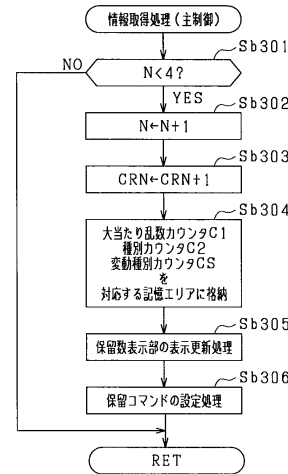 情報取得処理(主制御)
Sb301
NO
N<4?
YES
Sb302
N←N+1
Sb303
CRN←CRN+1
Sb304
大当たり乱数カウンタC1
種別カウンタC2
変動種別カウンタCS
を
対応する記憶エリアに格納
Sb305
保留数表示部の表示更新処理
Sb306
保留コマンドの設定処理
RET